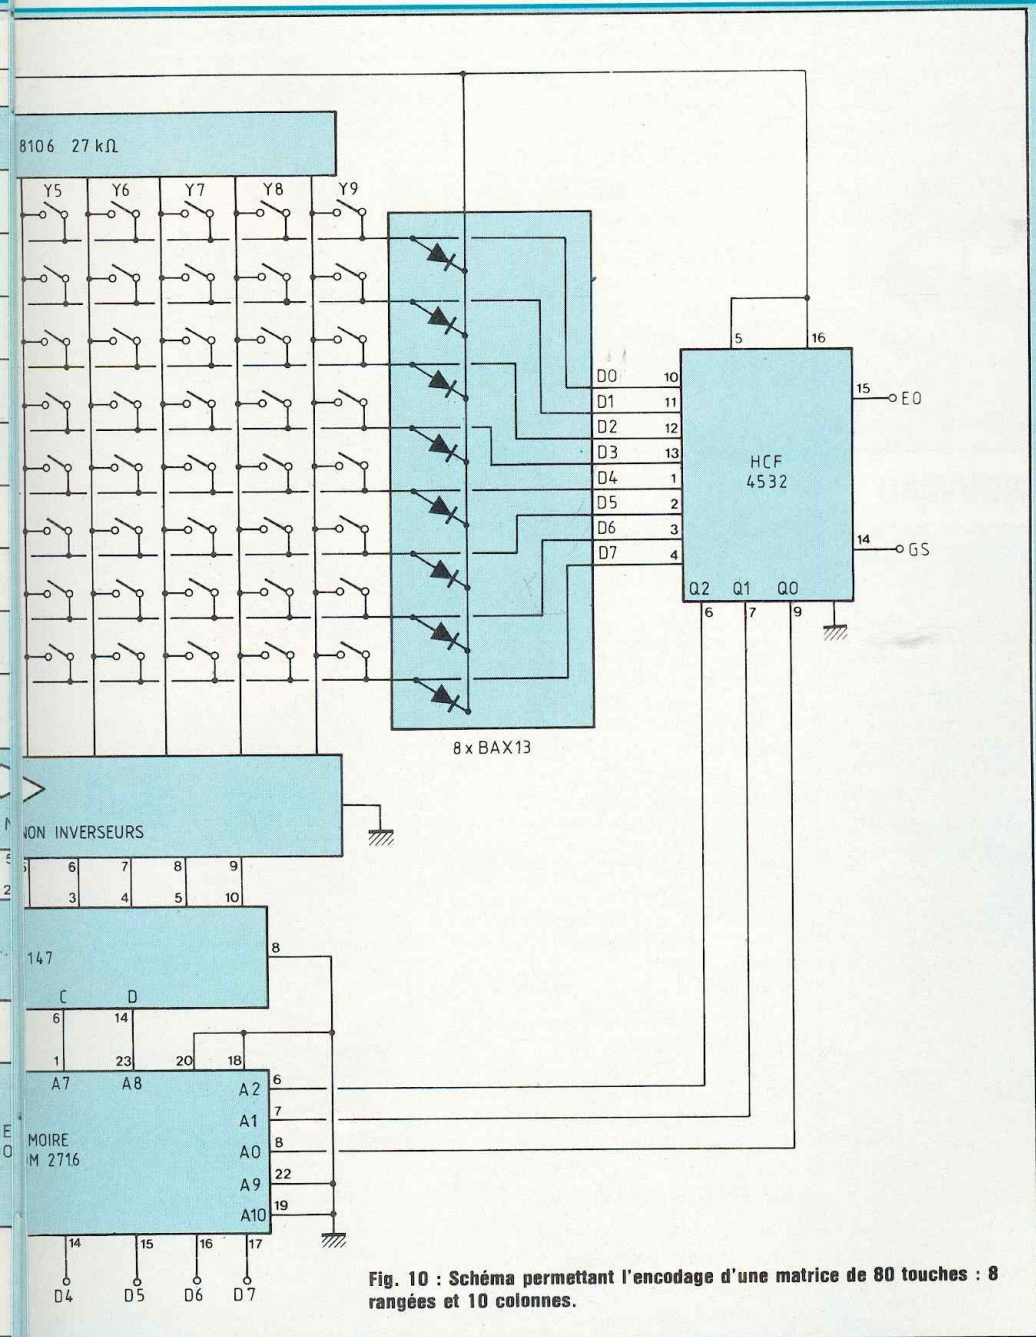 8106 27 kΩ
Y5 Y6 Y7 Y8 Y9
5 16
D0 10
D1 11
D2 12
D3 13
D4 1
D5 2
D6 3
D7 4
HCF
4532
15 EO
14 GS
Q2 Q1 Q0
6 7 9
8 x BAX13
NON INVERSEURS
6 7 8 9
3 4 5 10
147
8
C D
6 14
1 23 20 18
A7 A8
A2 6
A1 7
A0 8
A9 22
A10 19
MOIRE
M 2716
14 15 16 17
D4 D5 D6 D7
Fig. 10 : Schéma permettant l'encodage d'une matrice de 80 touches : 8
rangées et 10 colonnes.